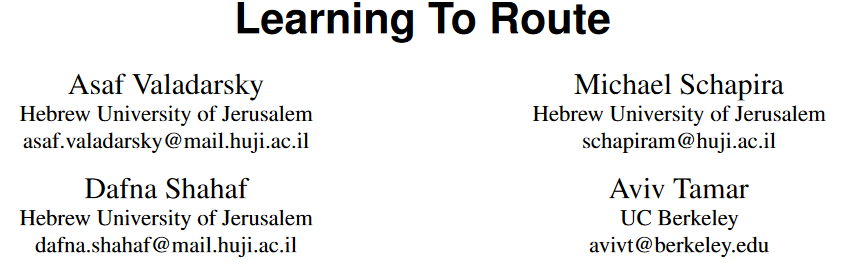 Learning To Route
Asaf Valadarsky
Hebrew University of Jerusalem
asaf.valadarsky@mail.huji.ac.il
Michael Schapira
Hebrew University of Jerusalem
schapiram@huji.ac.il
Dafna Shahaf
Hebrew University of Jerusalem
dafna.shahaf@mail.huji.ac.il
Aviv Tamar
UC Berkeley
avivt@berkeley.edu